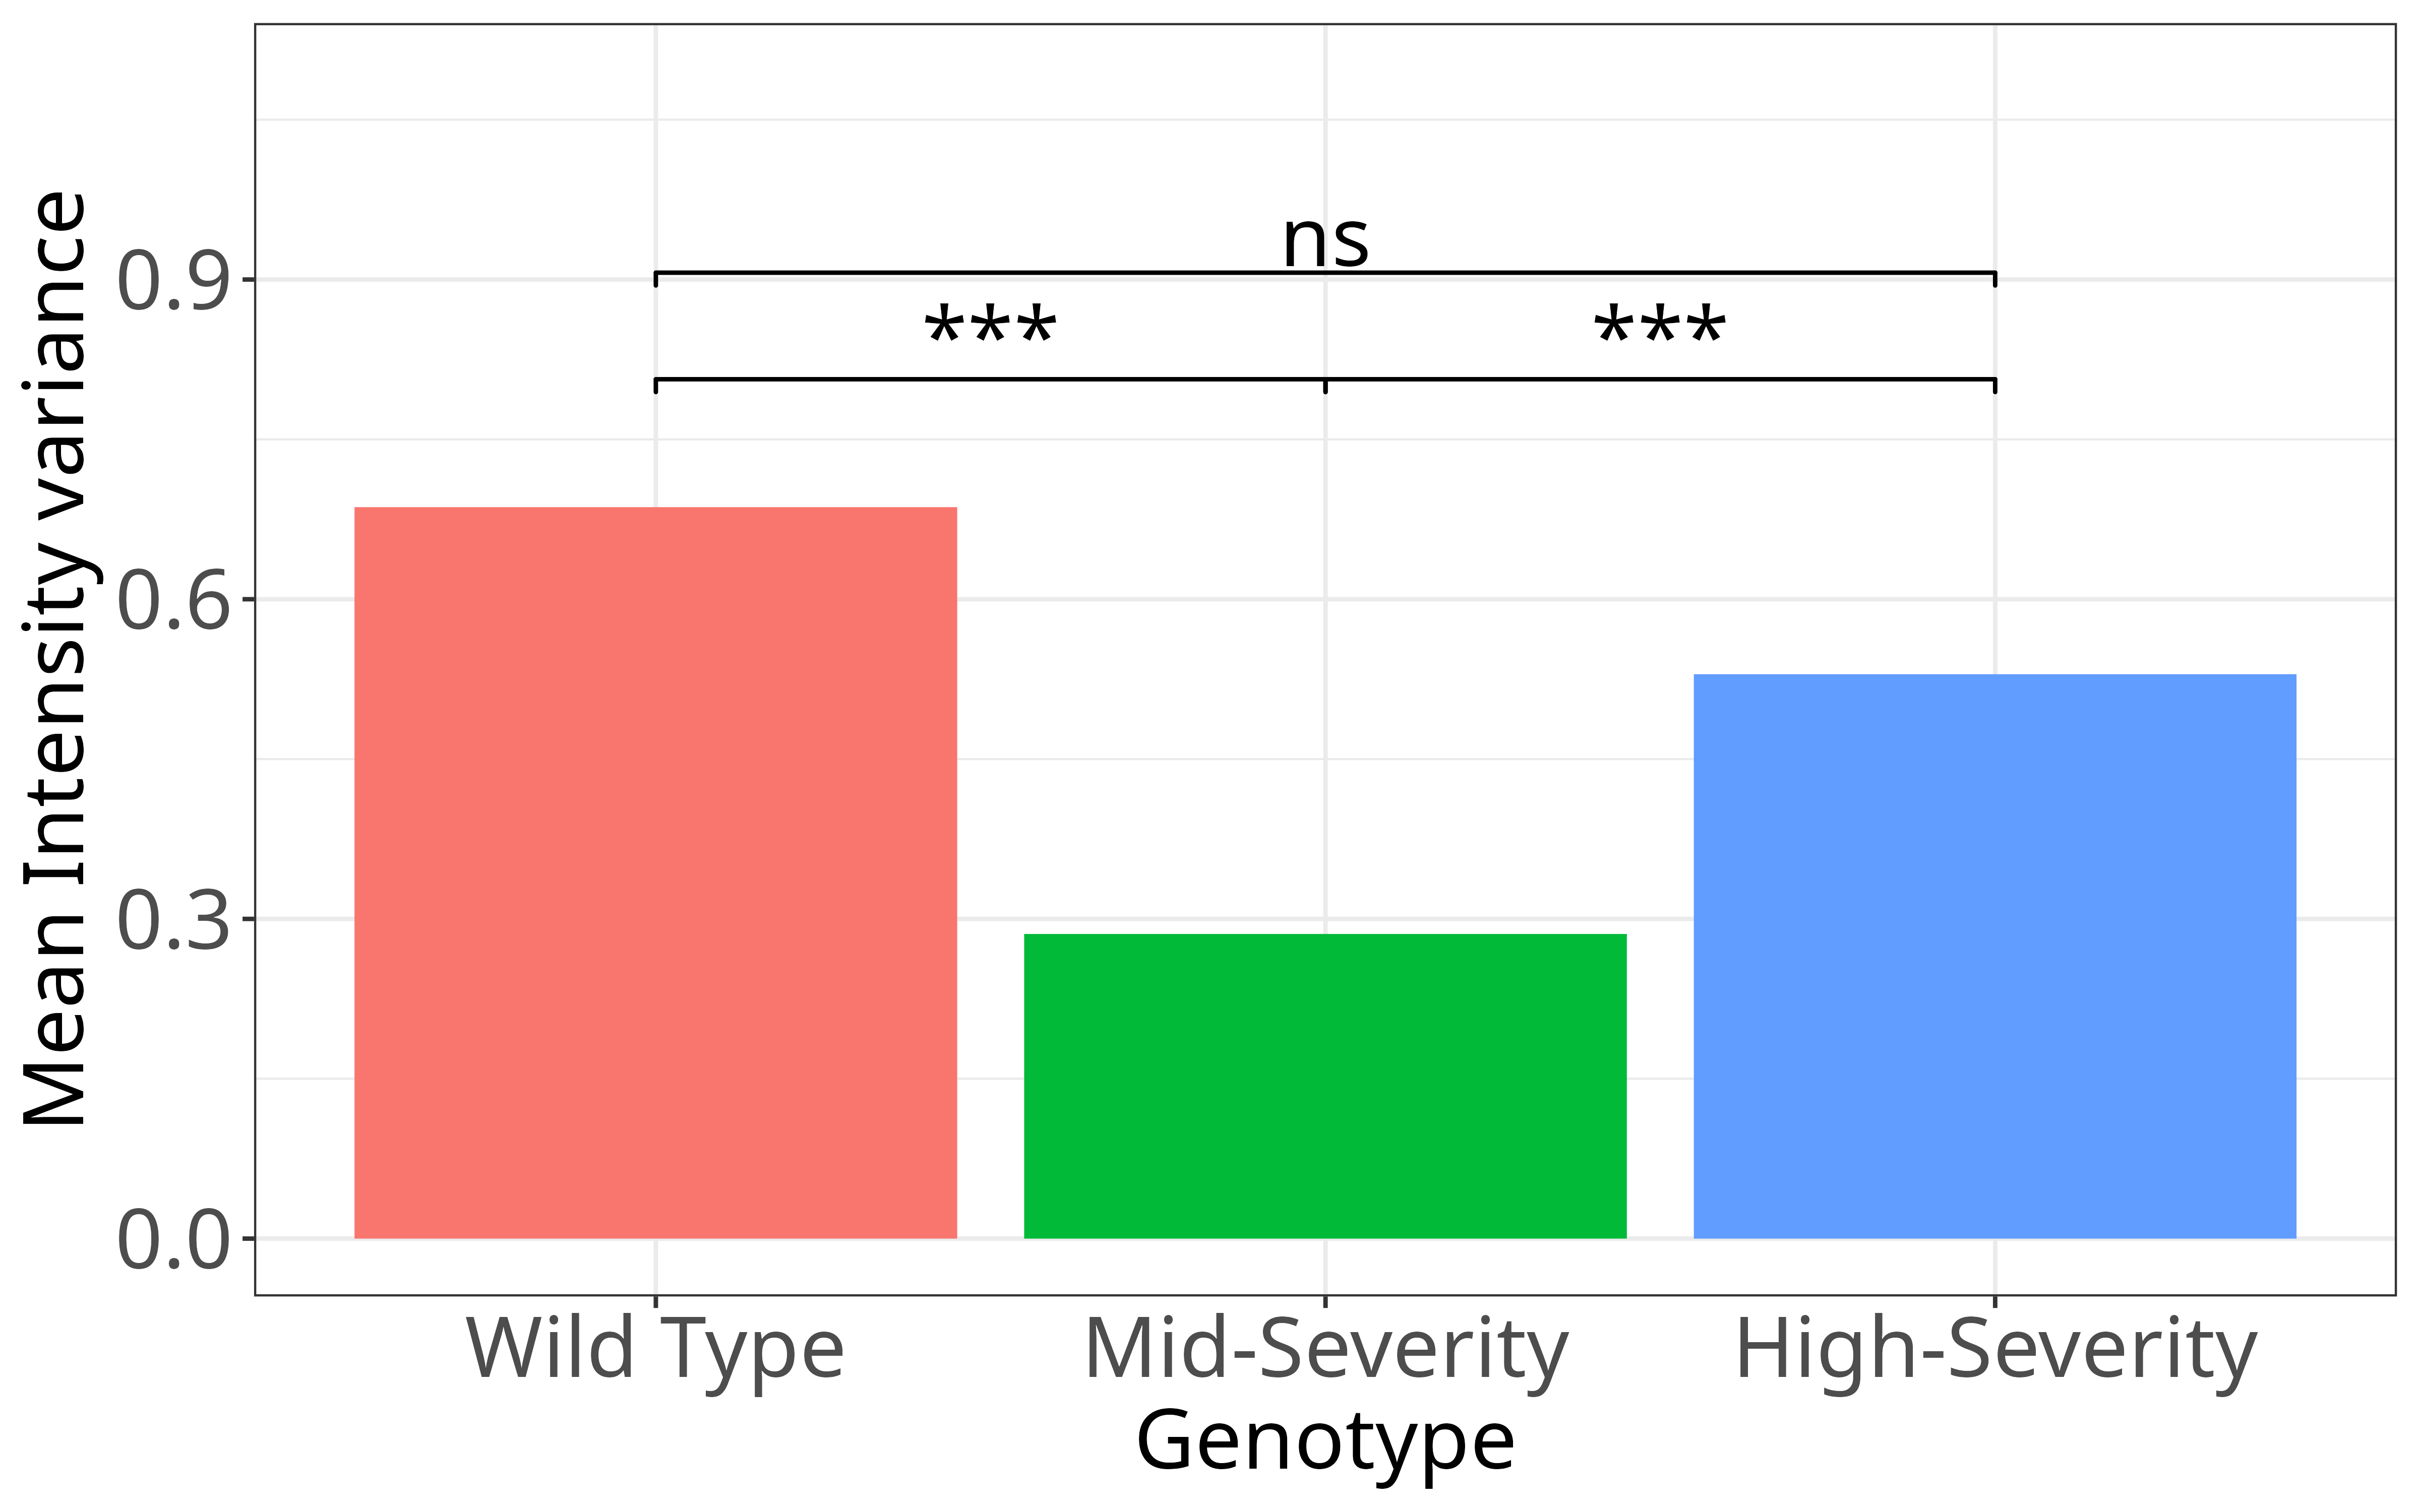 Mean Intensity variance
0.9
0.6
0.3
0.0
ns
*** ***
Wild Type Mid-Severity High-Severity
Genotype